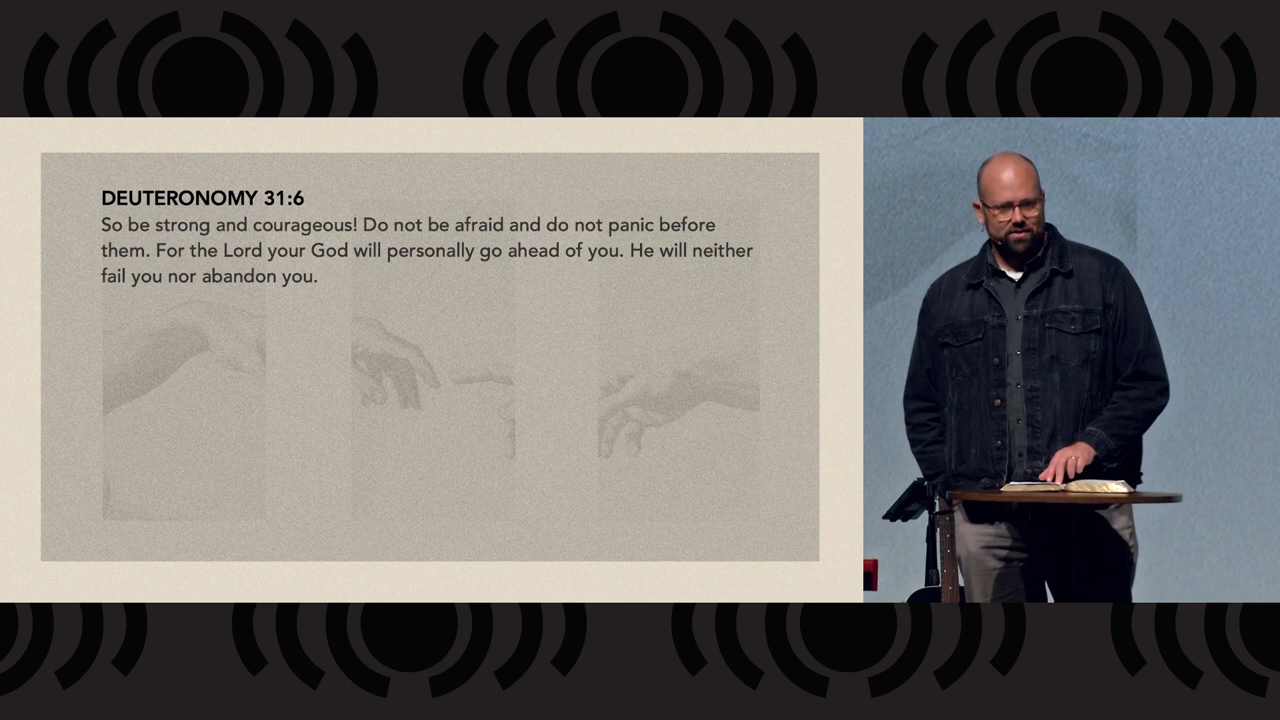 DEUTERONOMY 31:6
So be strong and courageous! Do not be afraid and do not panic before
them. For the Lord your God will personally go ahead of you. He will neither
fail you nor abandon you.